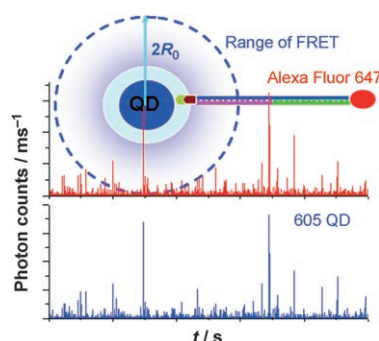 2R₀
Range of FRET
Alexa Fluor 647
QD
Photon counts / ms⁻¹
605 QD
t / s